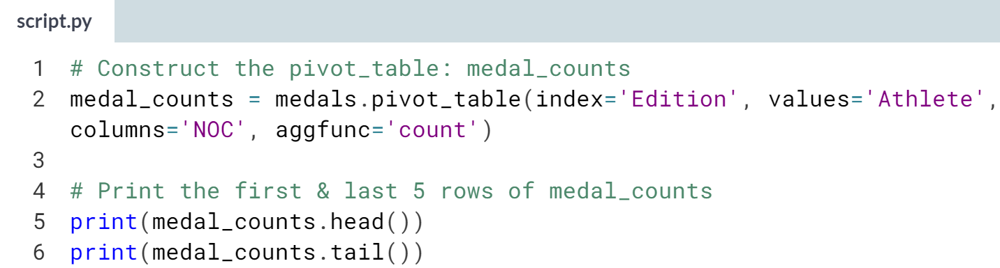 script.py
1 # Construct the pivot_table: medal_counts
2 medal_counts = medals.pivot_table(index='Edition', values='Athlete',
columns='NOC', aggfunc='count')
3
4 # Print the first & last 5 rows of medal_counts
5 print(medal_counts.head())
6 print(medal_counts.tail())